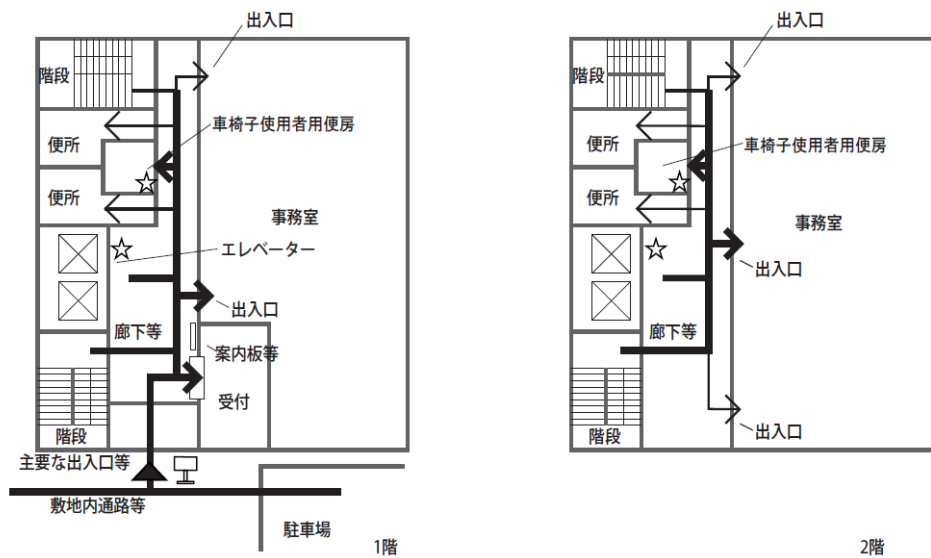 出入口
階段
車椅子使用者用便房
便所
便所
事務室
エレベーター
出入口
廊下等
案内板等
受付
階段
主要な出入口等
敷地内通路等
駐車場
1階
出入口
階段
車椅子使用者用便房
便所
便所
事務室
出入口
廊下等
出入口
階段
2階